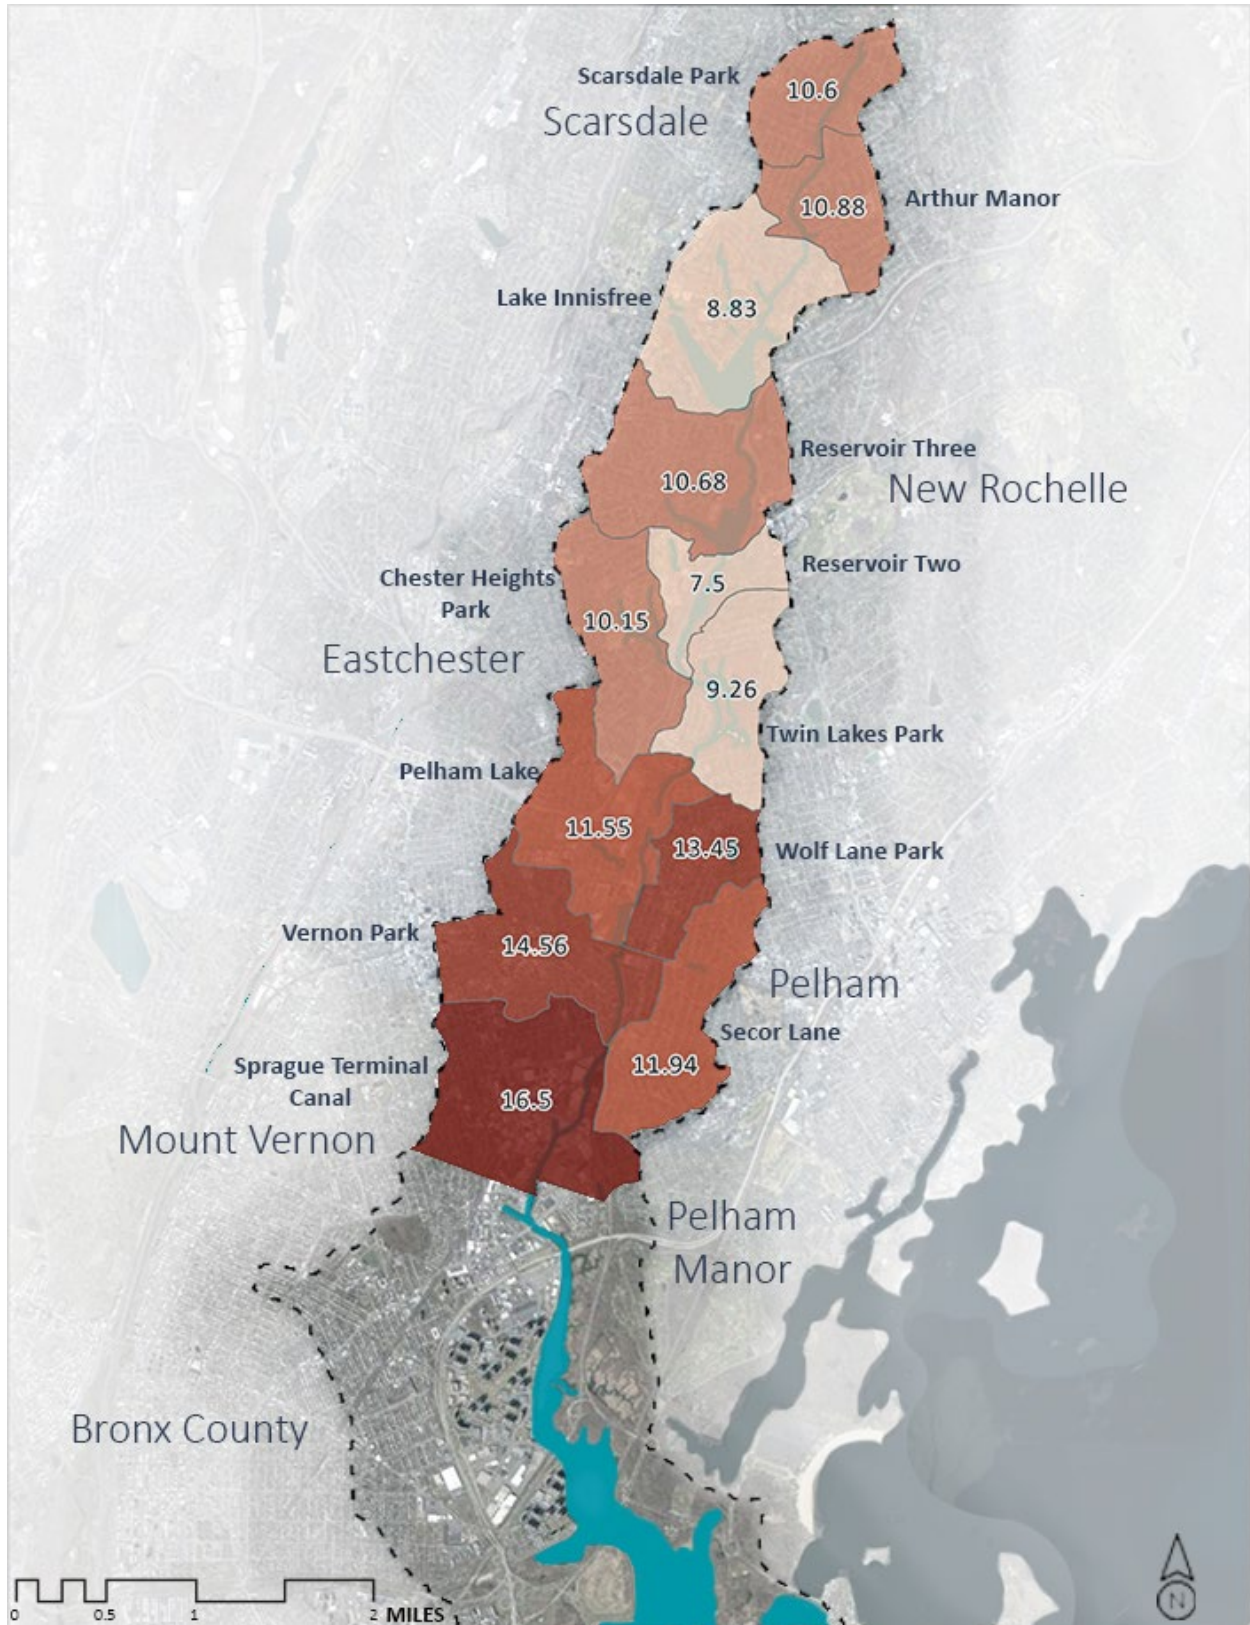 Scarsdale Park
10.6
Scarsdale
10.88
Arthur Manor
Lake Innisfree
8.83
Reservoir Three
10.68
New Rochelle
Reservoir Two
Chester Heights
Park
7.5
10.15
Eastchester
9.26
Twin Lakes Park
Pelham Lake
11.55
13.45
Wolf Lane Park
Vernon Park
14.56
Pelham
Secor Lane
Sprague Terminal
Canal
11.94
16.5
Mount Vernon
Pelham
Manor
Bronx County
N
0 0.5 1 2 MILES